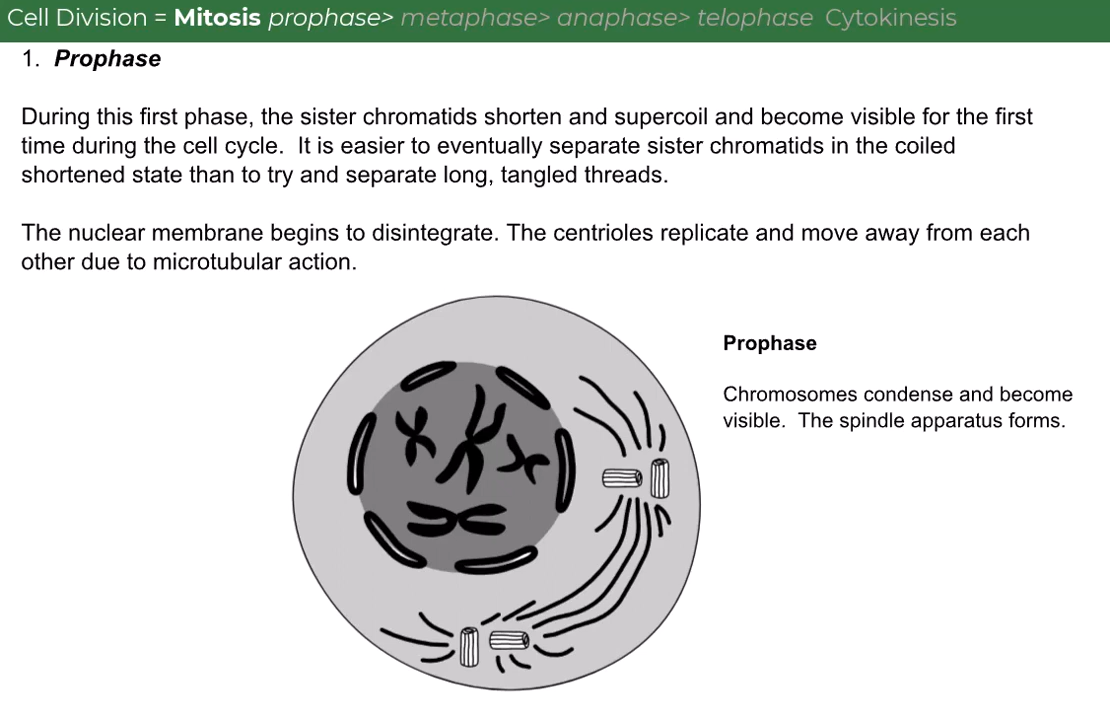 Cell Division = Mitosis prophase> metaphase> anaphase> telophase Cytokinesis
1. Prophase
During this first phase, the sister chromatids shorten and supercoil and become visible for the first
time during the cell cycle. It is easier to eventually separate sister chromatids in the coiled
shortened state than to try and separate long, tangled threads.
The nuclear membrane begins to disintegrate. The centrioles replicate and move away from each
other due to microtubular action.
Prophase
Chromosomes condense and become
visible. The spindle apparatus forms.